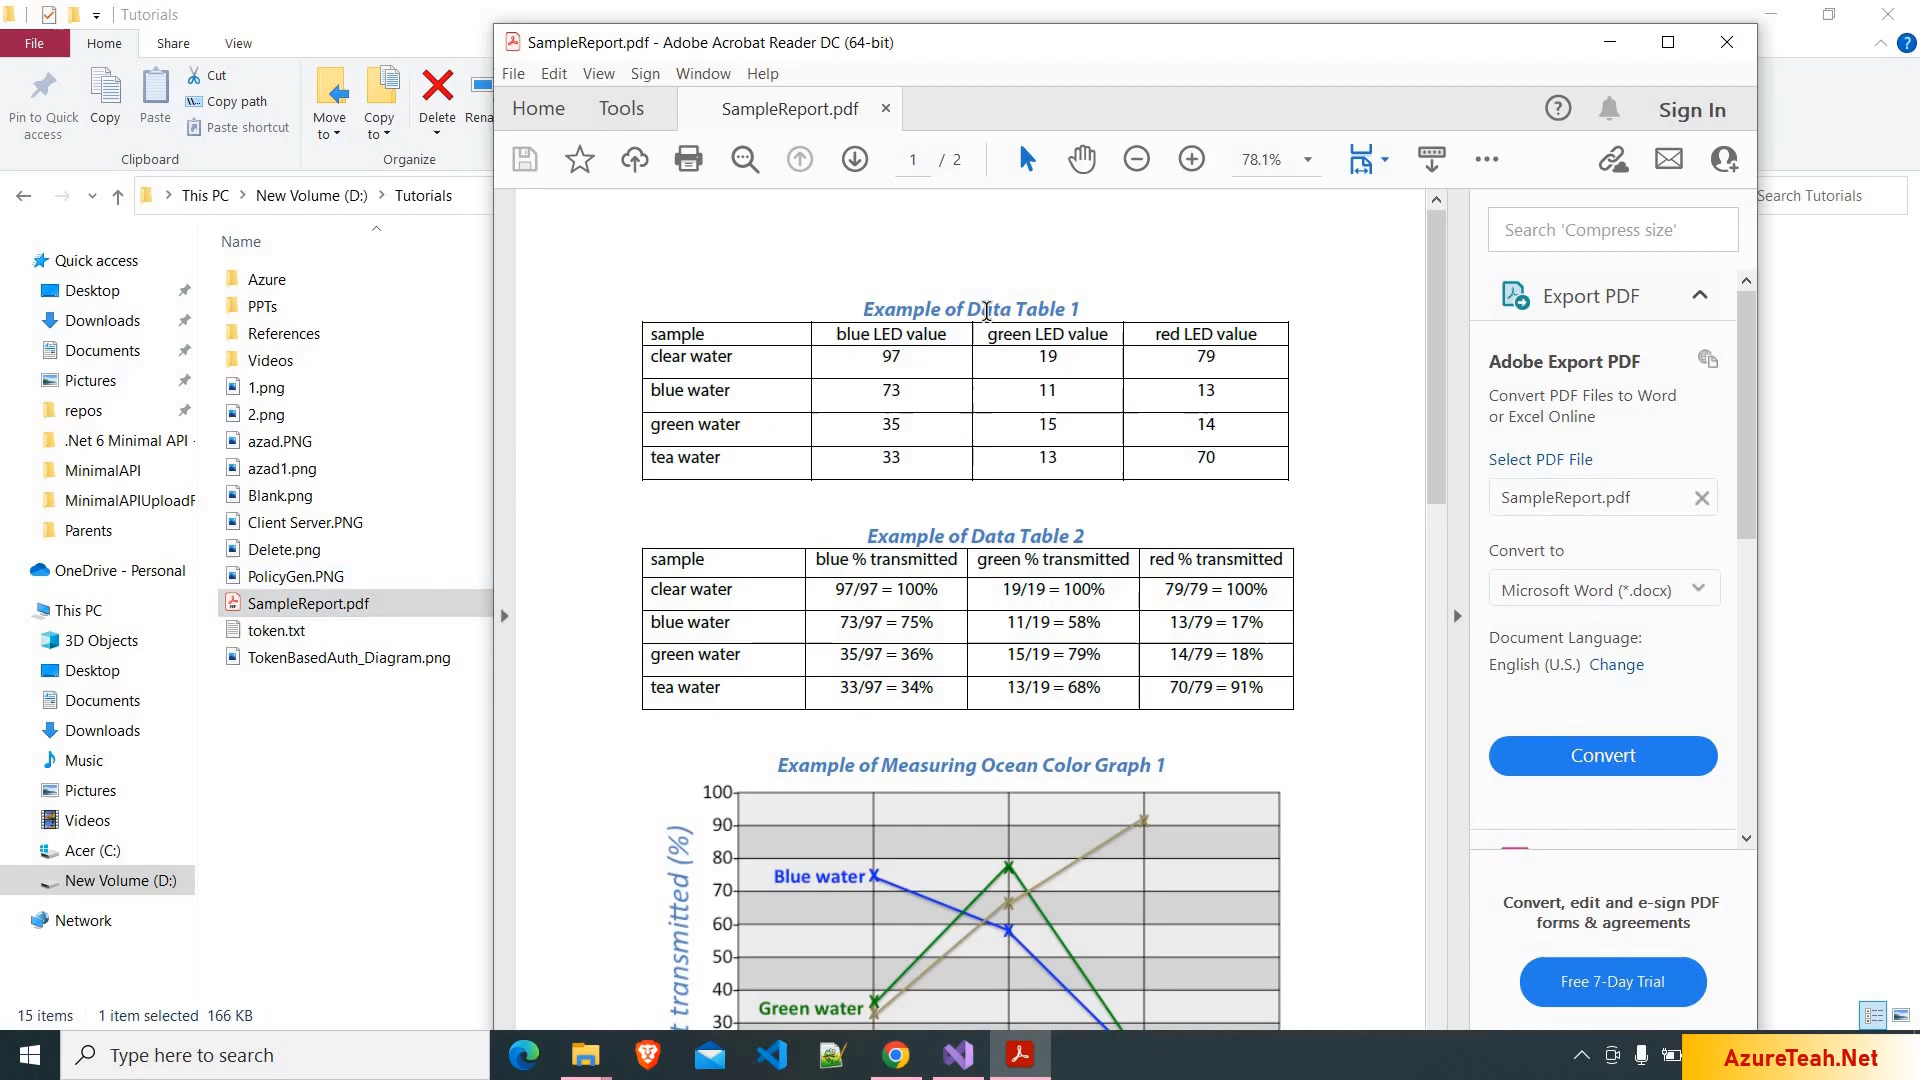 Tutorials
File Home Share View
Pin to Quick access
Copy
Paste
Cut
Copy path
Paste shortcut
Clipboard
Move to
Copy to
Delete
Rena
Organize
This PC > New Volume (D:) > Tutorials
Search Tutorials
Quick access
Desktop
Downloads
Documents
Pictures
repos
.Net 6 Minimal API -
MinimalAPI
MinimalAPIUploadF
Parents
OneDrive - Personal
This PC
3D Objects
Desktop
Documents
Downloads
Music
Pictures
Videos
Acer (C:)
New Volume (D:)
Network
Name
Azure
PPTs
References
Videos
1.png
2.png
azad.PNG
azad1.png
Blank.png
Client Server.PNG
Delete.png
PolicyGen.PNG
SampleReport.pdf
token.txt
TokenBasedAuth_Diagram.png
15 items 1 item selected 166 KB
SampleReport.pdf - Adobe Acrobat Reader DC (64-bit)
File Edit View Sign Window Help
Home Tools SampleReport.pdf Sign In
1 / 2 78.1%
Example of Data Table 1
sample blue LED value green LED value red LED value
clear water 97 19 79
blue water 73 11 13
green water 35 15 14
tea water 33 13 70
Example of Data Table 2
sample blue % transmitted green % transmitted red % transmitted
clear water 97/97 = 100% 19/19 = 100% 79/79 = 100%
blue water 73/97 = 75% 11/19 = 58% 13/79 = 17%
green water 35/97 = 36% 15/19 = 79% 14/79 = 18%
tea water 33/97 = 34% 13/19 = 68% 70/79 = 91%
Example of Measuring Ocean Color Graph 1
100
90
80
70
60
50
40
30
t transmitted (%)
Blue water
Green water
Search 'Compress size'
Export PDF
Adobe Export PDF
Convert PDF Files to Word
or Excel Online
Select PDF File
SampleReport.pdf
Convert to
Microsoft Word (*.docx)
Document Language:
English (U.S.) Change
Convert
Convert, edit and e-sign PDF
forms & agreements
Free 7-Day Trial
Type here to search
AzureTeah.Net